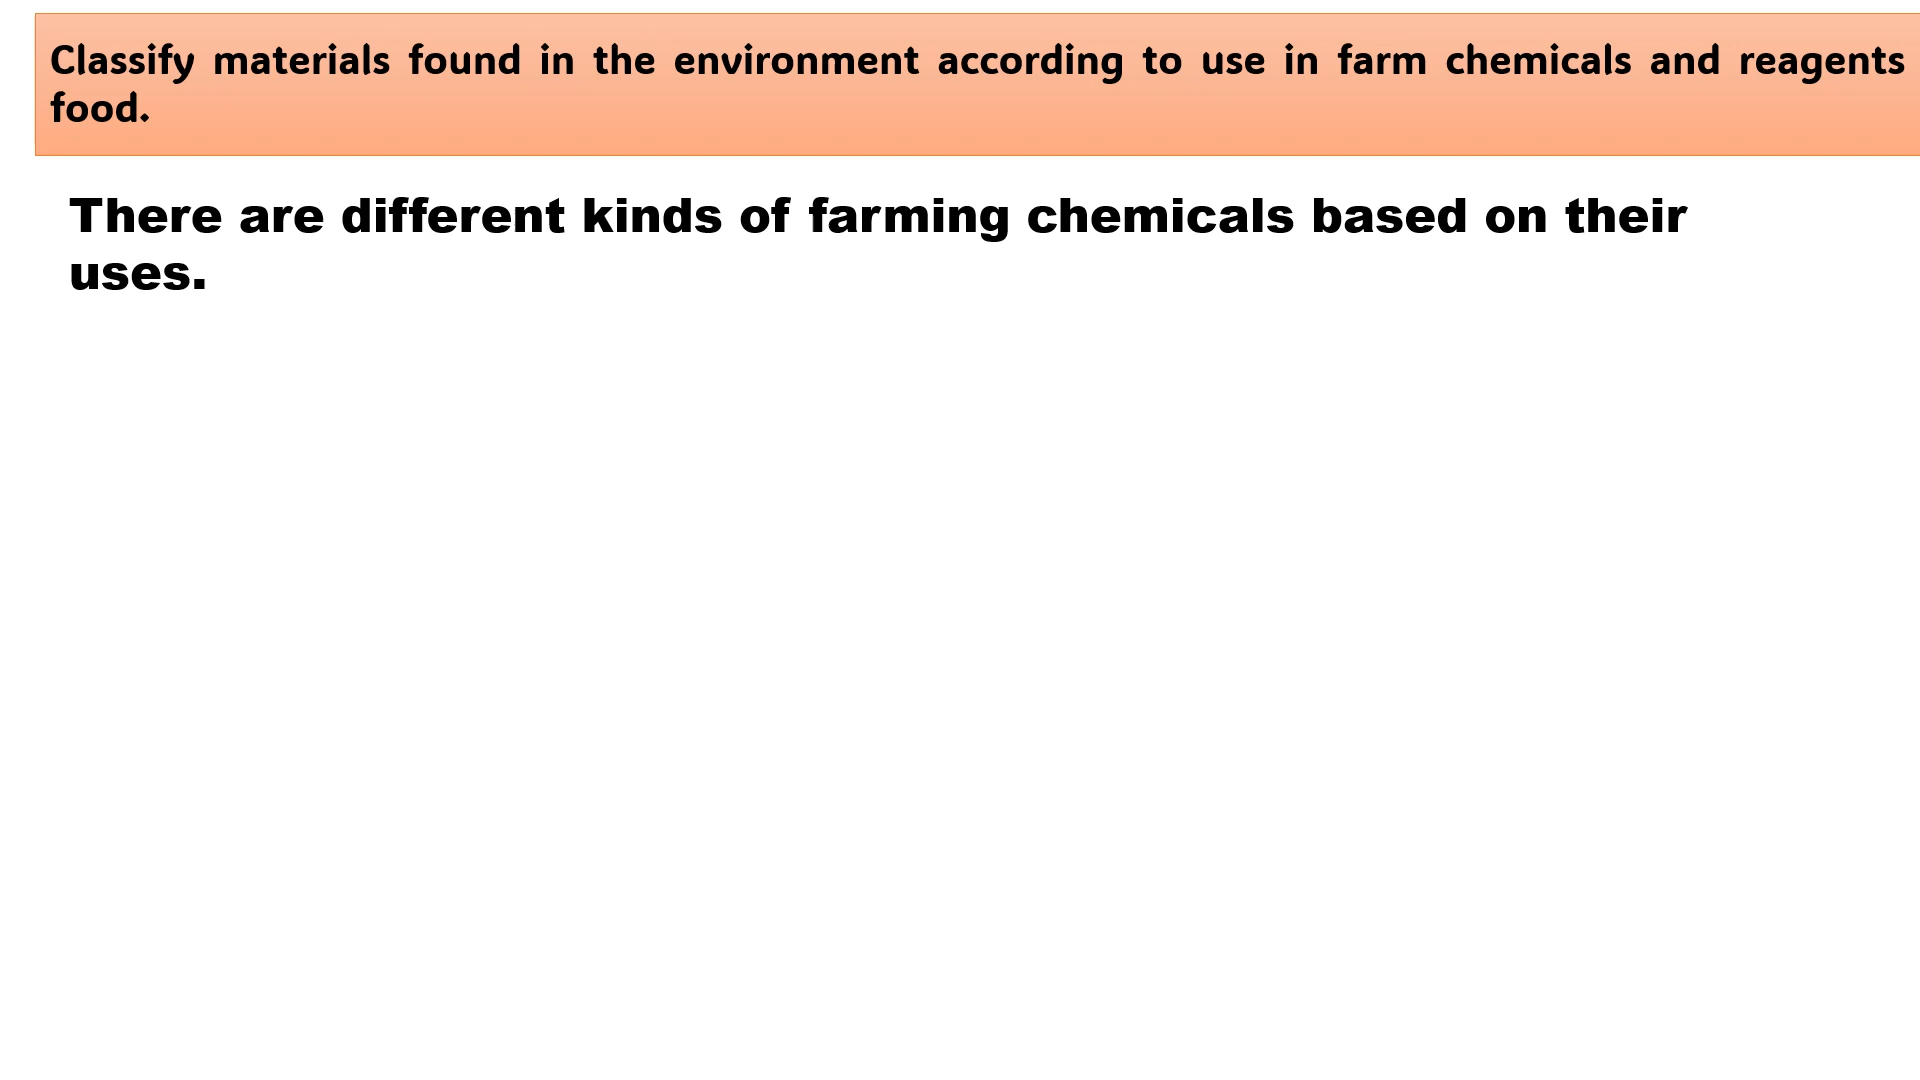 Classify materials found in the environment according to use in farm chemicals and reagents
food.
There are different kinds of farming chemicals based on their
uses.